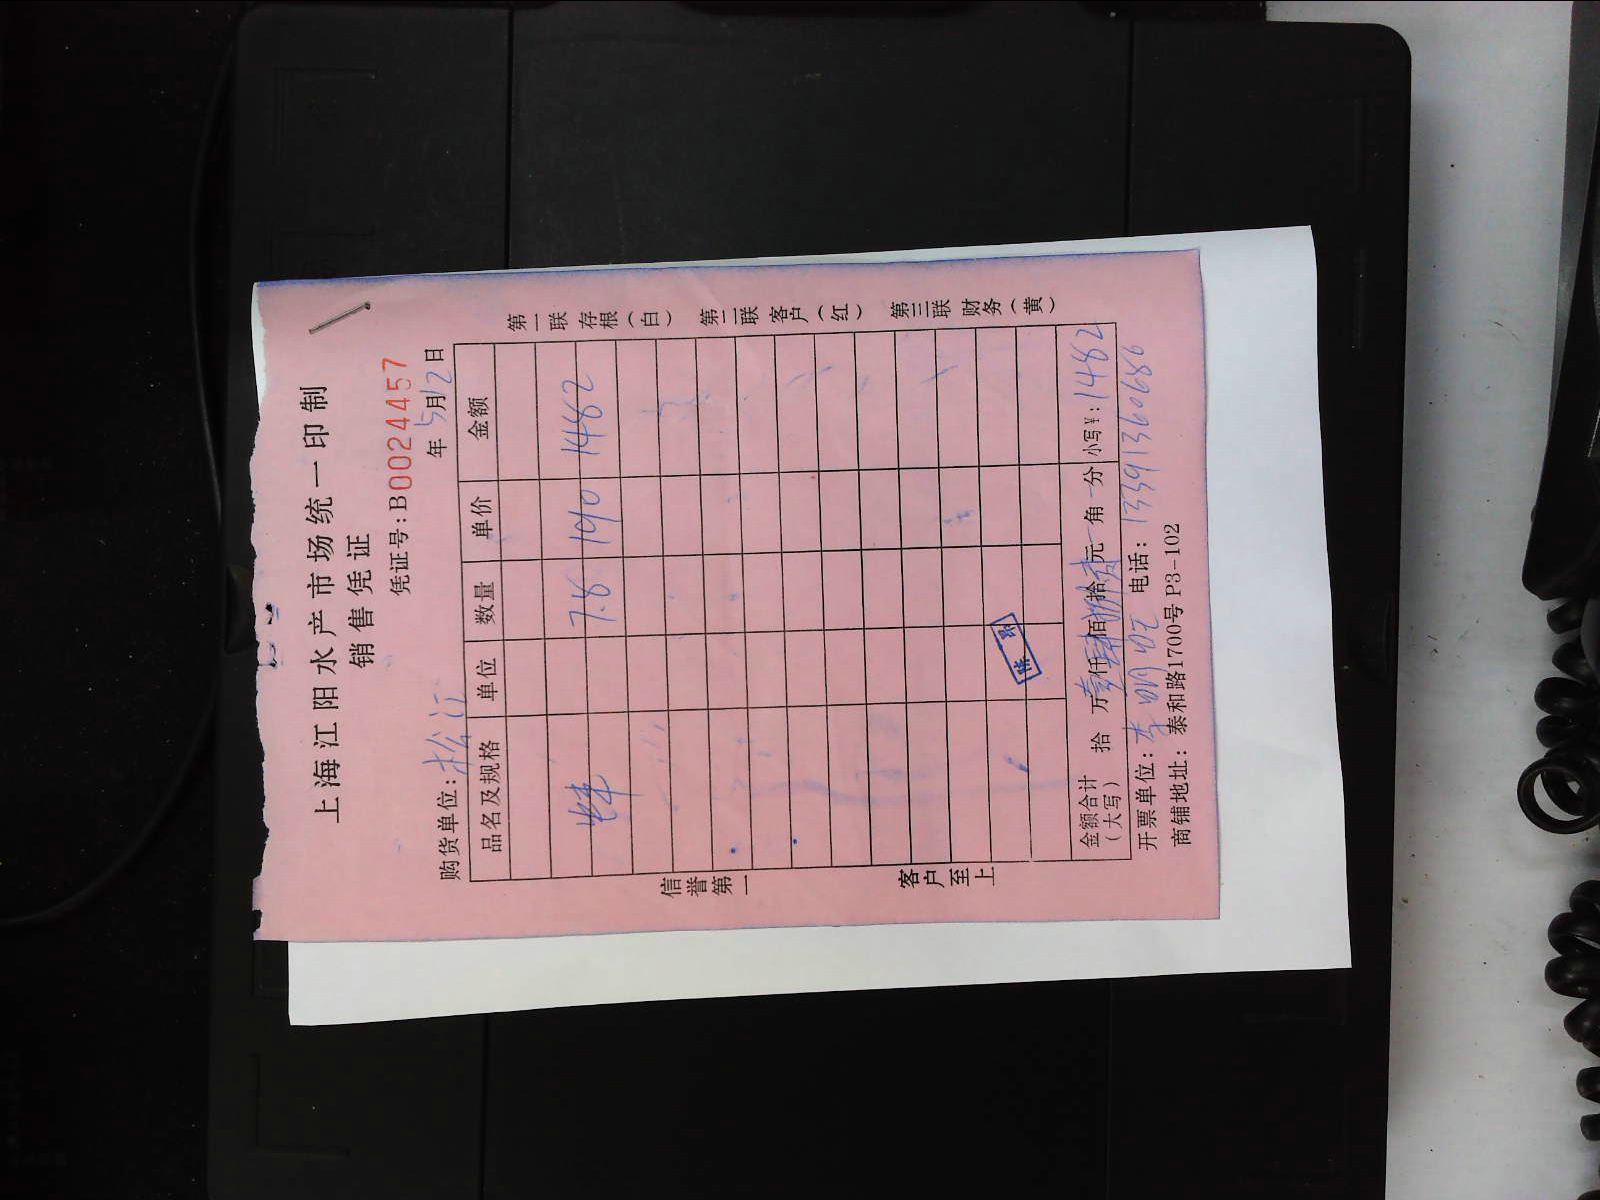 上海江阳水产市场统一印制
销售凭证
凭证号:B0024457
购货单位:松江 年5月12日
品名及规格 单位 数量 单价 金额
7.8 190 1482
信誉第一
客户至上
第一联 存根(白) 第二联 客户(红) 第三联 财务(黄)
金额合计(大写) 拾 万壹仟肆佰捌拾贰元 角 分 小写¥:1482
开票单位: 电话: 13391360686
商铺地址: 泰和路1700号P3-102